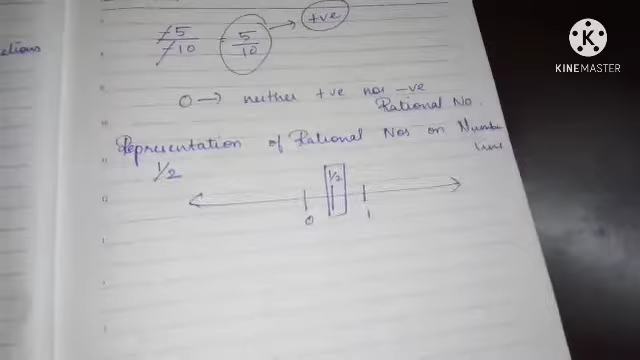 -5/-10 = 5/10 → +ve
0 → neither +ve nor -ve
Rational No.
Representation of Rational Nos on Number
line
1/2
1/2
0 1
K
KINEMASTER